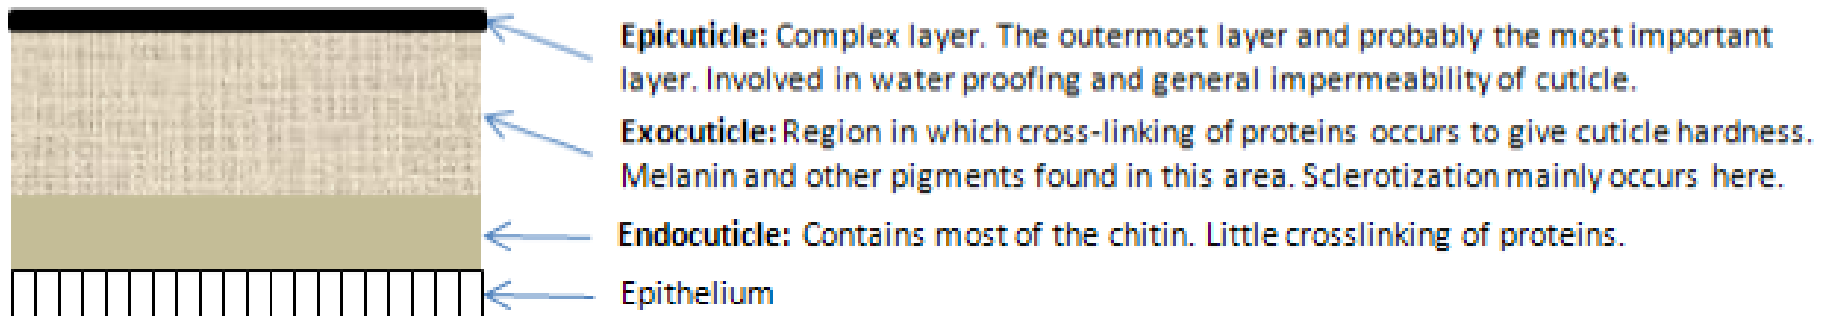 Epicuticle: Complex layer. The outermost layer and probably the most important
layer. Involved in water proofing and general impermeability of cuticle.
Exocuticle: Region in which cross-linking of proteins occurs to give cuticle hardness.
Melanin and other pigments found in this area. Sclerotization mainly occurs here.
Endocuticle: Contains most of the chitin. Little crosslinking of proteins.
Epithelium